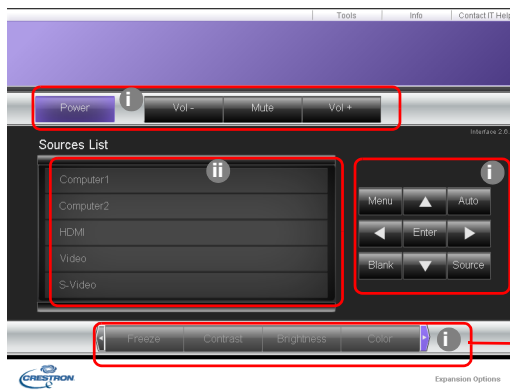 Tools Info Contact IT Help
Power i Vol - Mute Vol +
Interface 2.6.
Sources List
ii
i
Computer1
Computer2
HDMI
Video
S-Video
Menu Auto
Enter
Blank Source
Freeze Contrast Brightness Color i
CRESTRON
Expansion Options